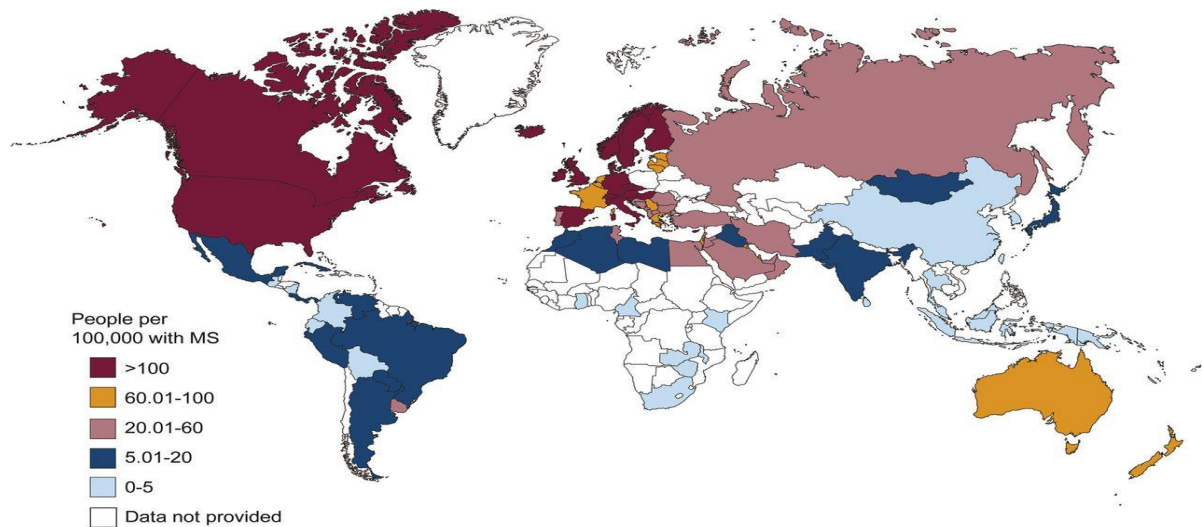 People per
100,000 with MS
>100
60.01-100
20.01-60
5.01-20
0-5
Data not provided